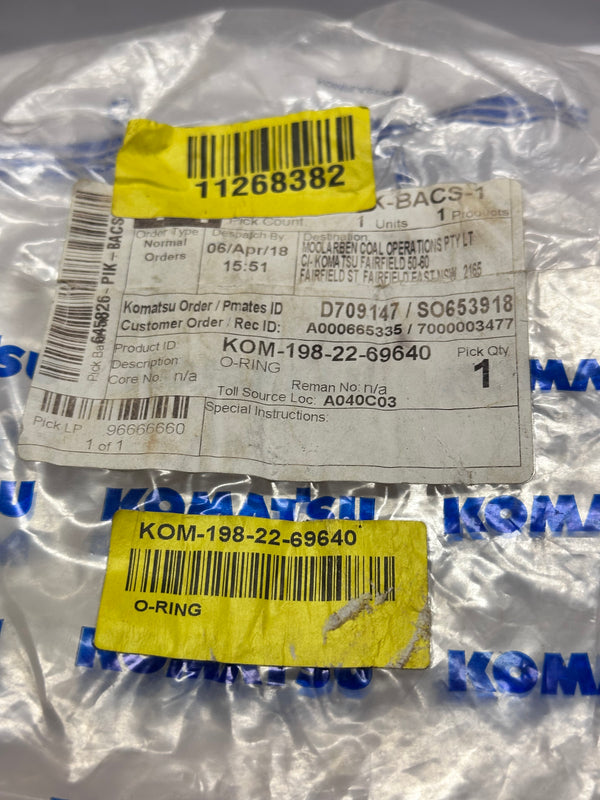 11268382
K-BACS-1
Pick Count
1 Units
1 Products
Order Type
Normal
Orders
Despatch By
06/Apr/18
15:51
Destination
MOOLARBEN COAL OPERATIONS PTY LT
C/- KOMATSU FAIRFIELD 50-60
FAIRFIELD ST FAIRFIELD EAST NSW 2165
645826-PIK-BACS
Komatsu Order / Pmates ID D709147 / SO653918
Customer Order / Rec ID: A000665335 / 7000003477
Product ID: KOM-198-22-69640
Description: O-RING
Core No: n/a
Reman No: n/a
Pick Qty
1
Toll Source Loc: A040C03
Special Instructions:
Pick LP 96666660
1 of 1
KOMATSU
KOM-198-22-69640
O-RING
KOMATSU